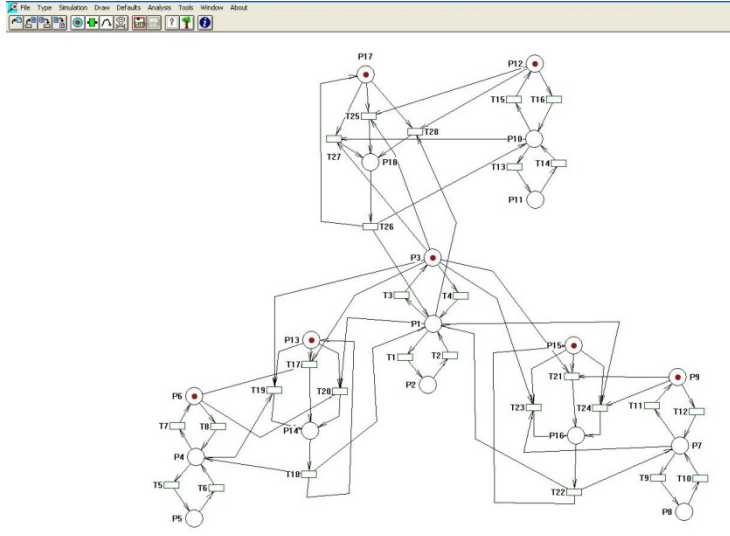 File Type Simulation Draw Defaults Analysis Tools Window About
P17
P12
T15 T16
T25
T28
T27
P10
P18
T13 T14
P11
T26
P3
T3 T4
P1
P13
P15
T1 T2
T17
P2
T21
P9
P6
T19 T20
T23 T24
T11 T12
T7 T8
P14
P16
P4
P7
T18
T9 T10
T5 T6
T22
P5
P8